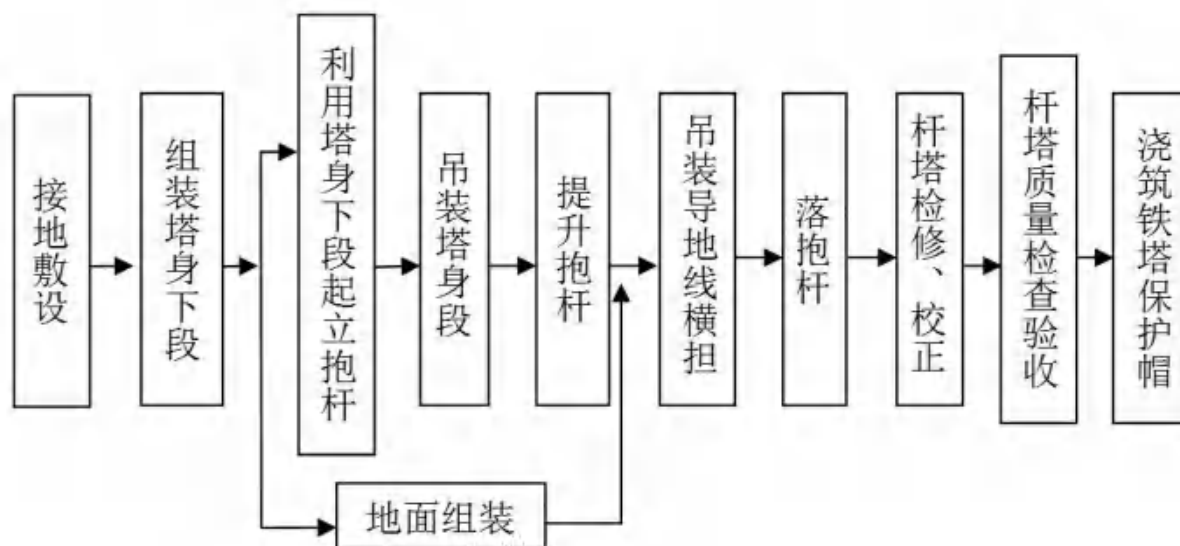 接地敷设
组装塔身下段
利用塔身下段起立抱杆
吊装塔身段
提升抱杆
吊装导地线横担
落抱杆
杆塔检修、校正
杆塔质量检查验收
浇筑铁塔保护帽
地面组装